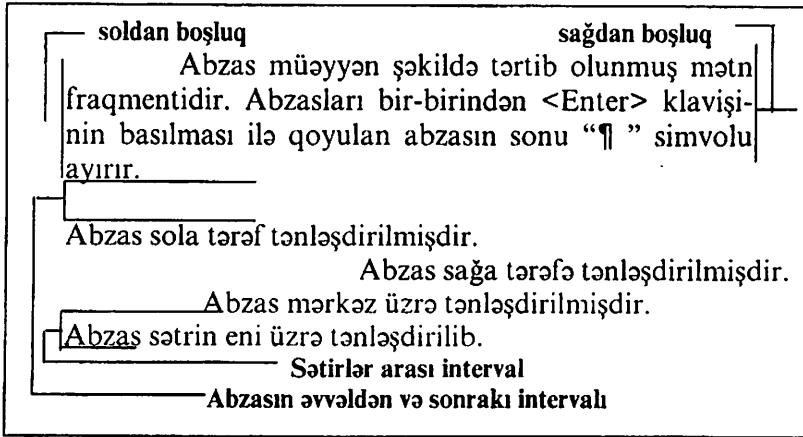 soldan boşluq sağdan boşluq
Abzas müəyyən şəkildə tərtib olunmuş mətn
fraqmentidir. Abzasları bir-birindən <Enter> klavişi-
nin basılması ilə qoyulan abzasın sonu “¶ ” simvolu
ayırır.
Abzas sola tərəf tənləşdirilmişdir.
Abzas sağa tərəfə tənləşdirilmişdir.
Abzas mərkəz üzrə tənləşdirilmişdir.
Abzas sətrin eni üzrə tənləşdirilib.
Sətirlər arası interval
Abzasın əvvəldən və sonrakı intervalı